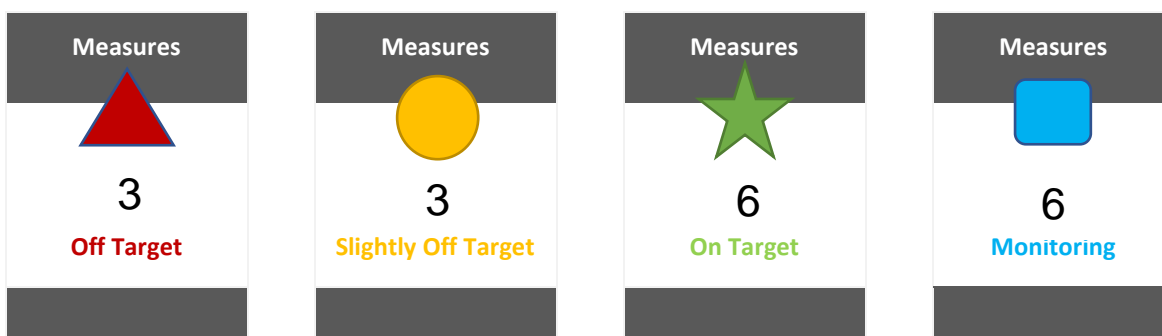 Measures
3
Off Target
Measures
3
Slightly Off Target
Measures
6
On Target
Measures
6
Monitoring